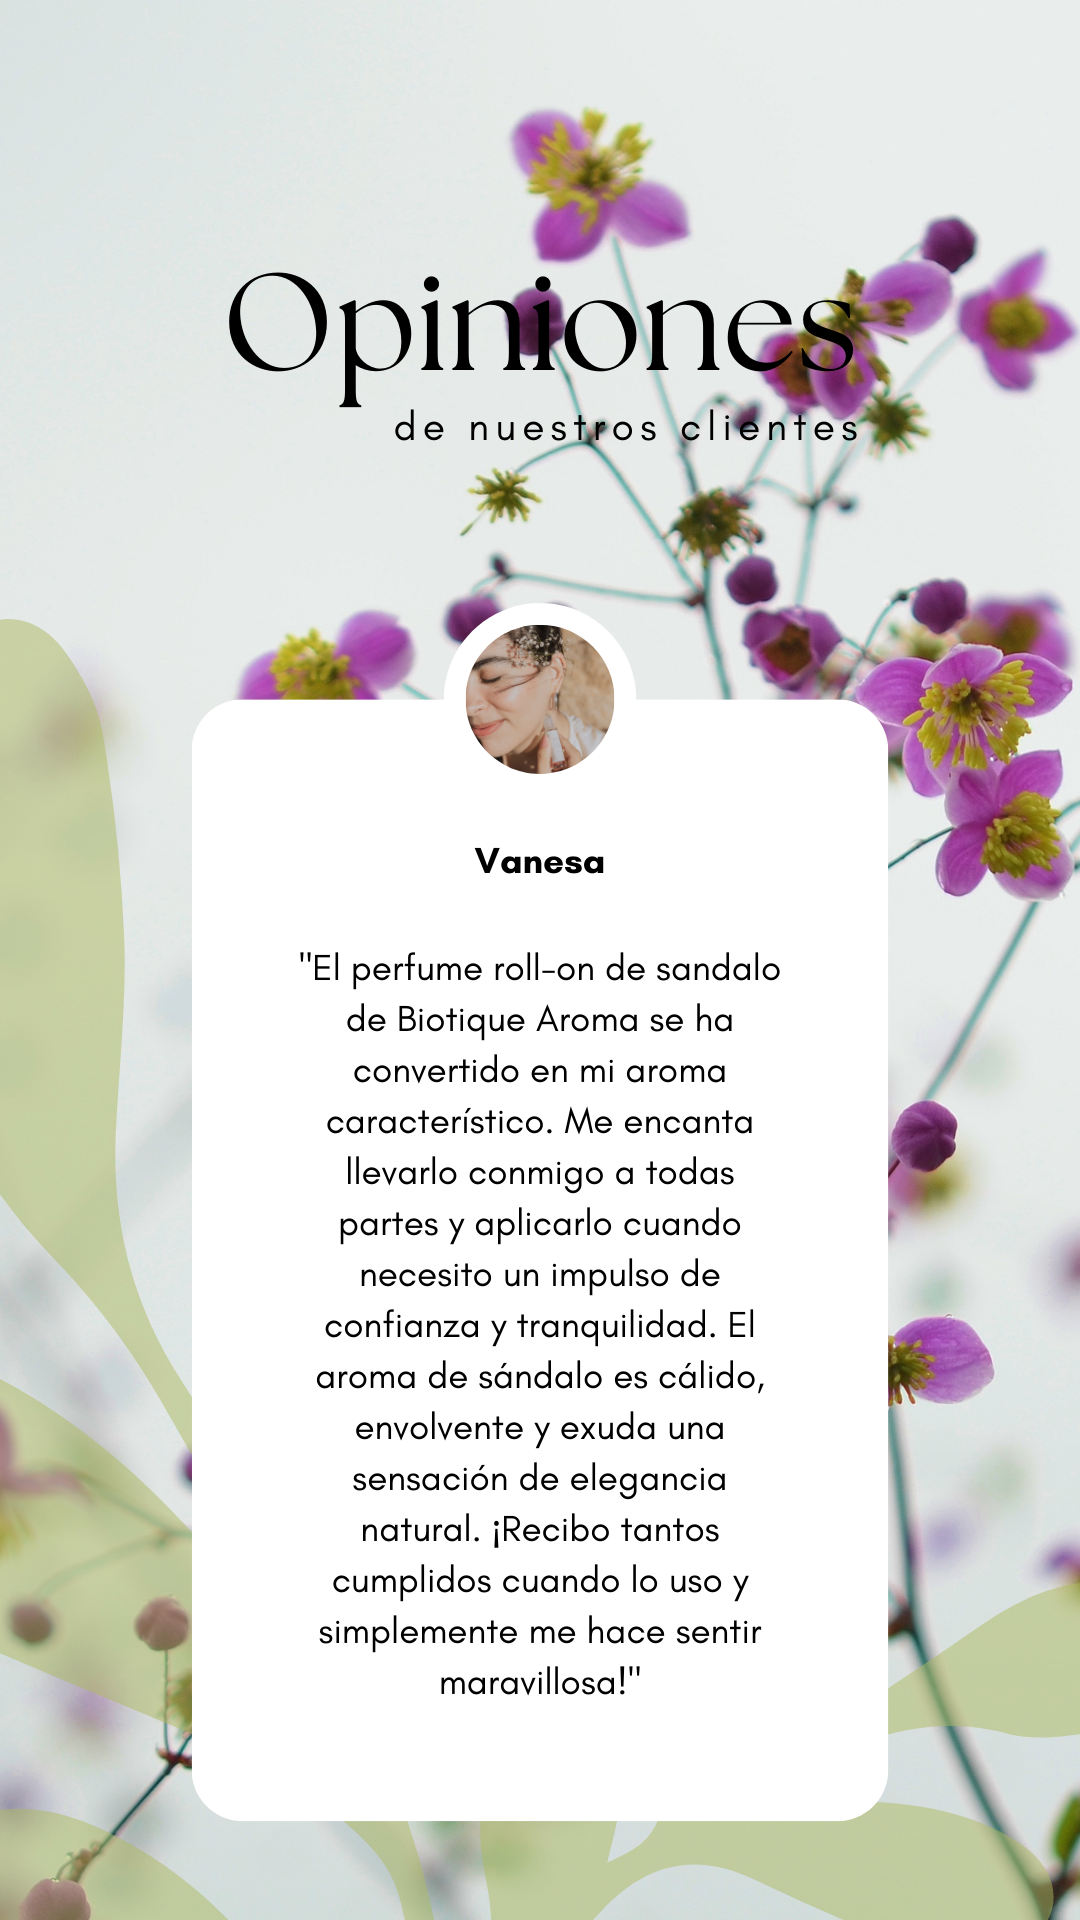 Opiniones
de nuestros clientes
Vanesa
"El perfume roll-on de sandalo
de Biotique Aroma se ha
convertido en mi aroma
característico. Me encanta
llevarlo conmigo a todas
partes y aplicarlo cuando
necesito un impulso de
confianza y tranquilidad. El
aroma de sándalo es cálido,
envolvente y exuda una
sensación de elegancia
natural. ¡Recibo tantos
cumplidos cuando lo uso y
simplemente me hace sentir
maravillosa!"